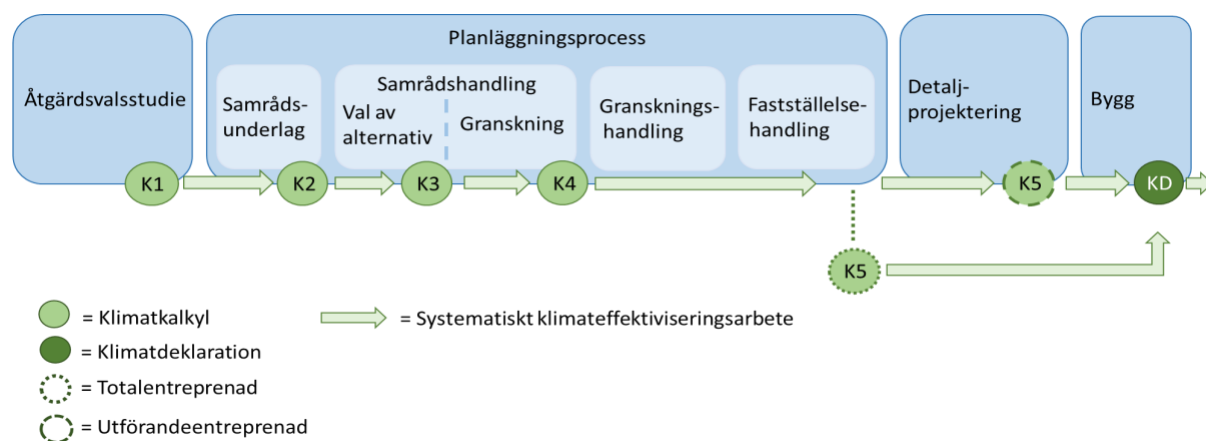 Planläggningsprocess
Åtgärdsvalsstudie
Samråds-
underlag
Samrådshandling
Val av
alternativ
Granskning
Gransknings-
handling
Fastställelse-
handling
Detalj-
projektering
Bygg
K1
K2
K3
K4
K5
KD
K5
= Klimatkalkyl
= Systematiskt klimateffektiviseringsarbete
= Klimatdeklaration
= Totalentreprenad
= Utförandeentreprenad